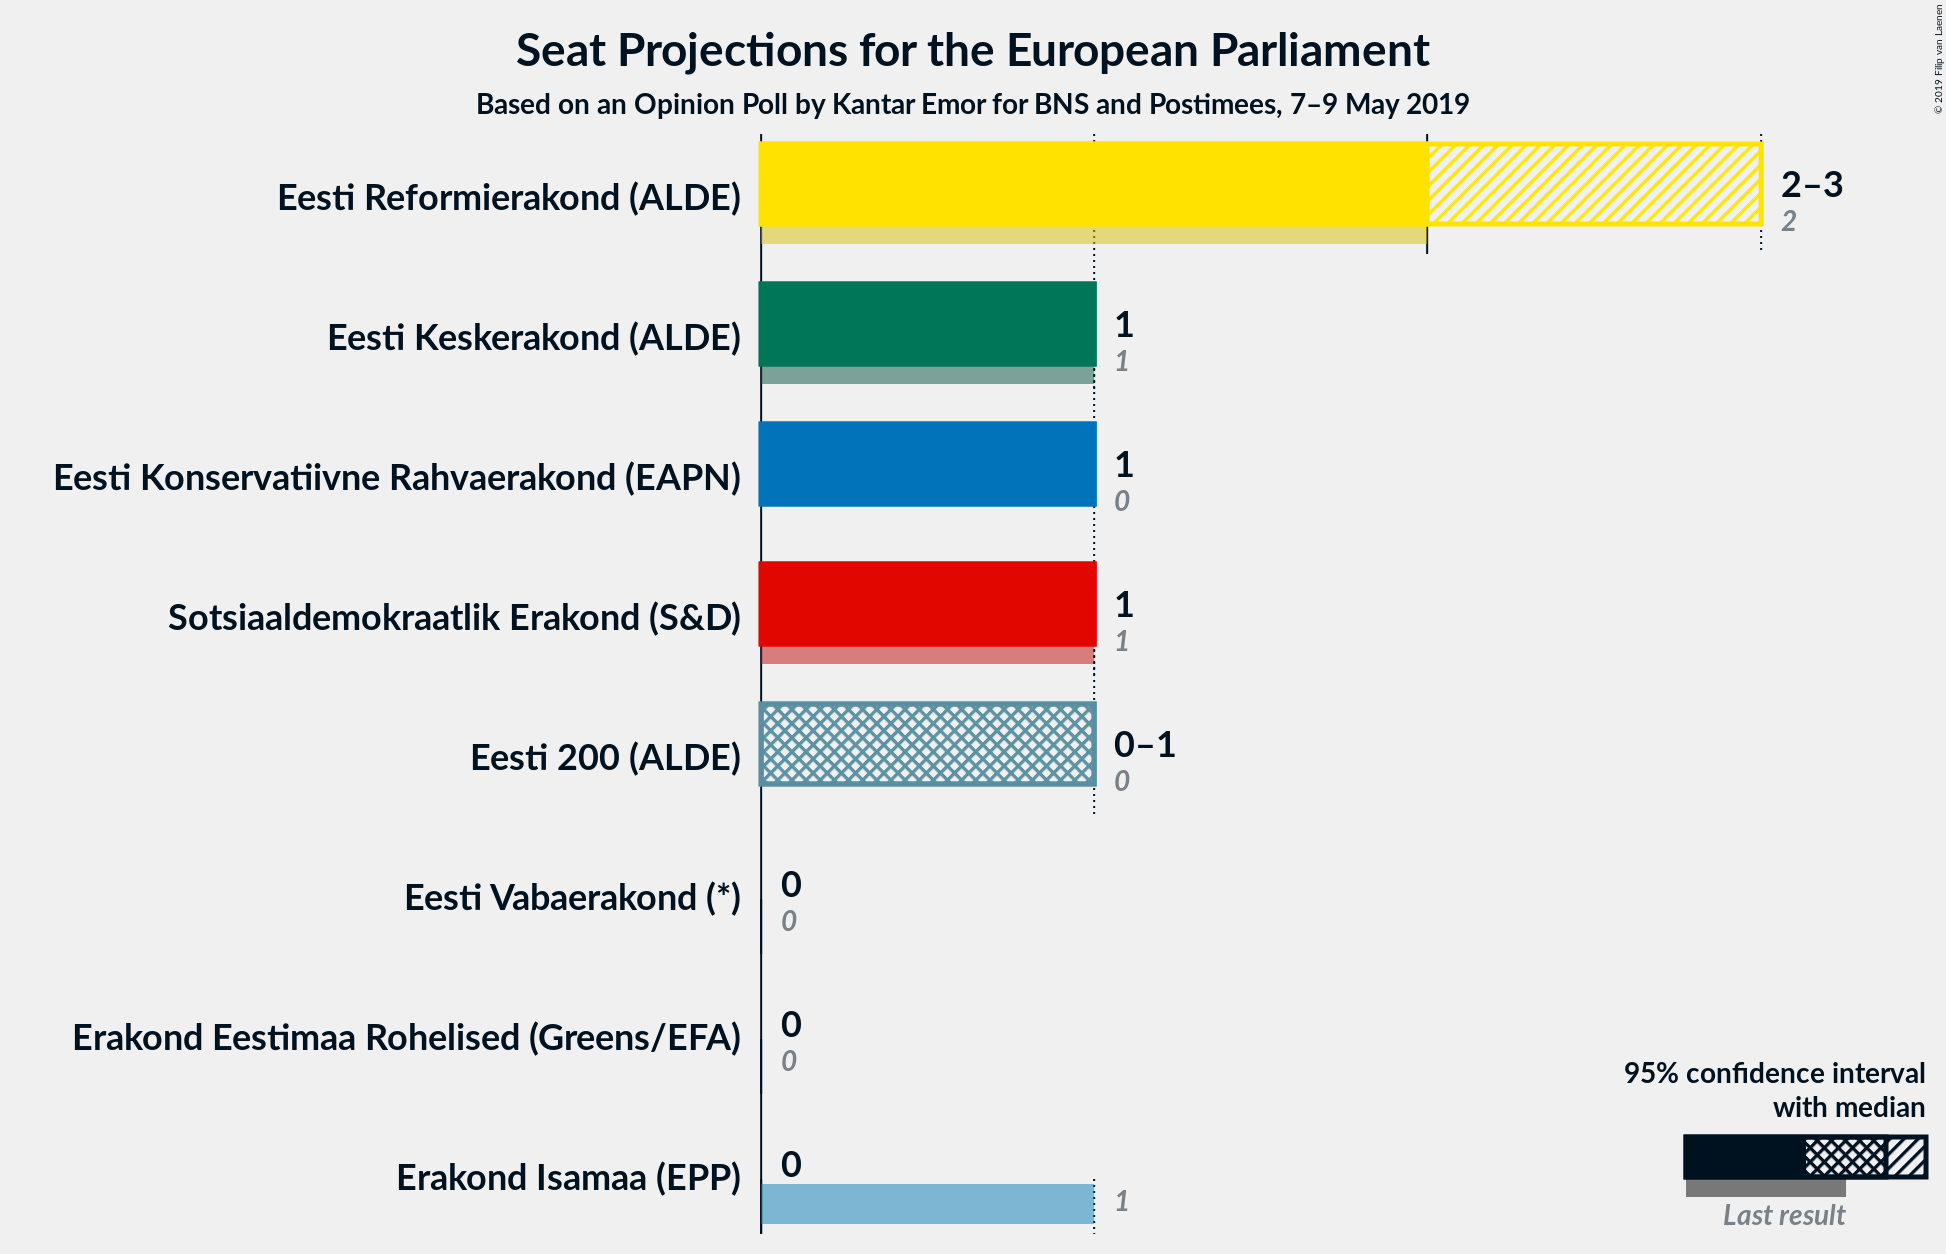 Seat Projections for the European Parliament
Based on an Opinion Poll by Kantar Emor for BNS and Postimees, 7–9 May 2019
© 2019 Filip van Laenen
Eesti Reformierakond (ALDE)
2–3
2
Eesti Keskerakond (ALDE)
1
1
Eesti Konservatiivne Rahvaerakond (EAPN)
1
0
Sotsiaaldemokraatlik Erakond (S&D)
1
1
Eesti 200 (ALDE)
0–1
0
Eesti Vabaerakond (*)
0
0
Erakond Eestimaa Rohelised (Greens/EFA)
0
0
Erakond Isamaa (EPP)
0
1
95% confidence interval
with median
Last result